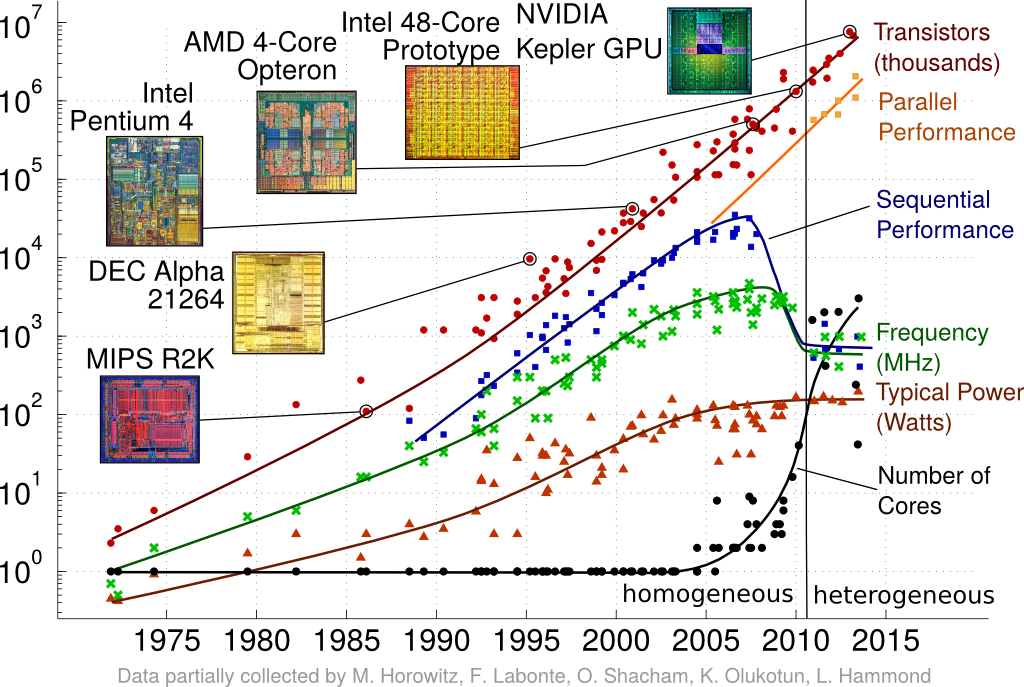 10^7
10^6
10^5
10^4
10^3
10^2
10^1
10^0
MIPS R2K
DEC Alpha
21264
Intel
Pentium 4
AMD 4-Core
Opteron
Intel 48-Core
Prototype
NVIDIA
Kepler GPU
Transistors
(thousands)
Parallel
Performance
Sequential
Performance
Frequency
(MHz)
Typical Power
(Watts)
Number of
Cores
homogeneous
heterogeneous
1975 1980 1985 1990 1995 2000 2005 2010 2015
Data partially collected by M. Horowitz, F. Labonte, O. Shacham, K. Olukotun, L. Hammond